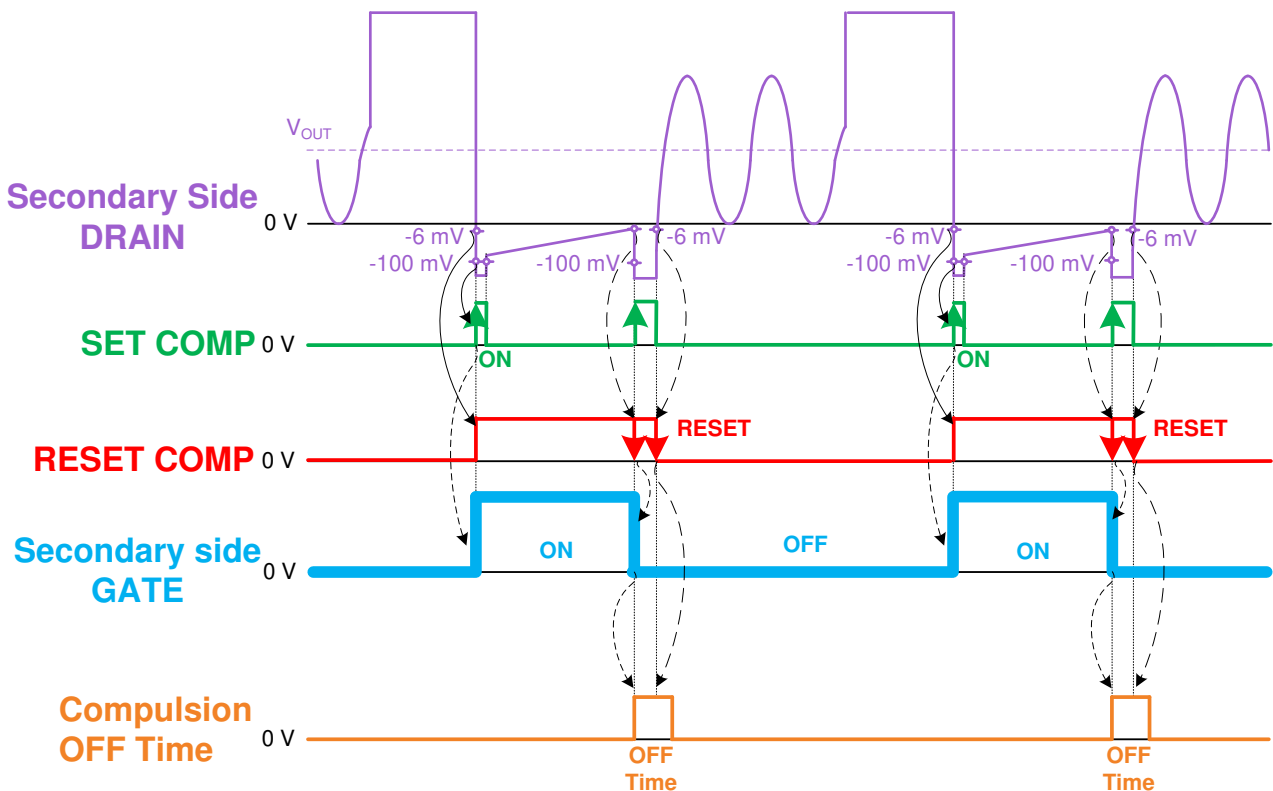 V_OUT
Secondary Side
DRAIN
0 V
-6 mV
-100 mV
-100 mV
-6 mV
-6 mV
-100 mV
-100 mV
-6 mV
SET COMP
0 V
ON
ON
RESET COMP
0 V
RESET
RESET
Secondary side
GATE
0 V
ON
OFF
ON
Compulsion
OFF Time
0 V
OFF
Time
OFF
Time